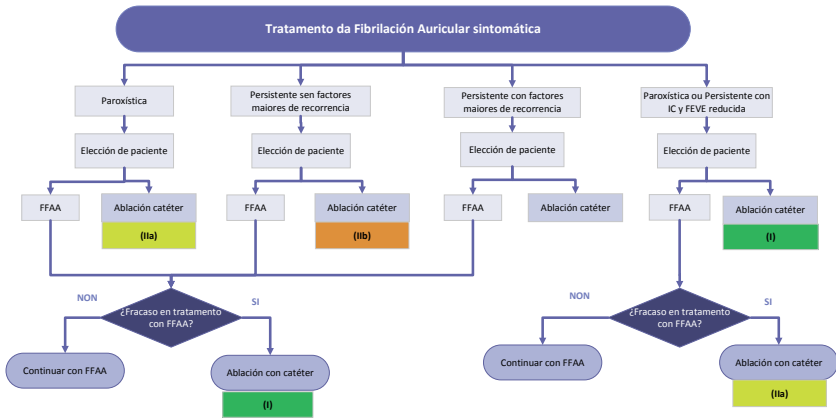 Tratamento da Fibrilación Auricular sintomática
Paroxística
Persistente sen factores
maiores de recorrencia
Persistente con factores
maiores de recorrencia
Paroxística ou Persistente con
IC y FEVE reducida
Elección de paciente
Elección de paciente
Elección de paciente
Elección de paciente
FFAA
Ablación catéter
(IIa)
FFAA
Ablación catéter
(IIb)
FFAA
Ablación catéter
FFAA
Ablación catéter
(I)
NON
¿Fracaso en tratamento
con FFAA?
SI
Continuar con FFAA
Ablación con catéter
(I)
NON
¿Fracaso en tratamento
con FFAA?
SI
Continuar con FFAA
Ablación con catéter
(IIa)